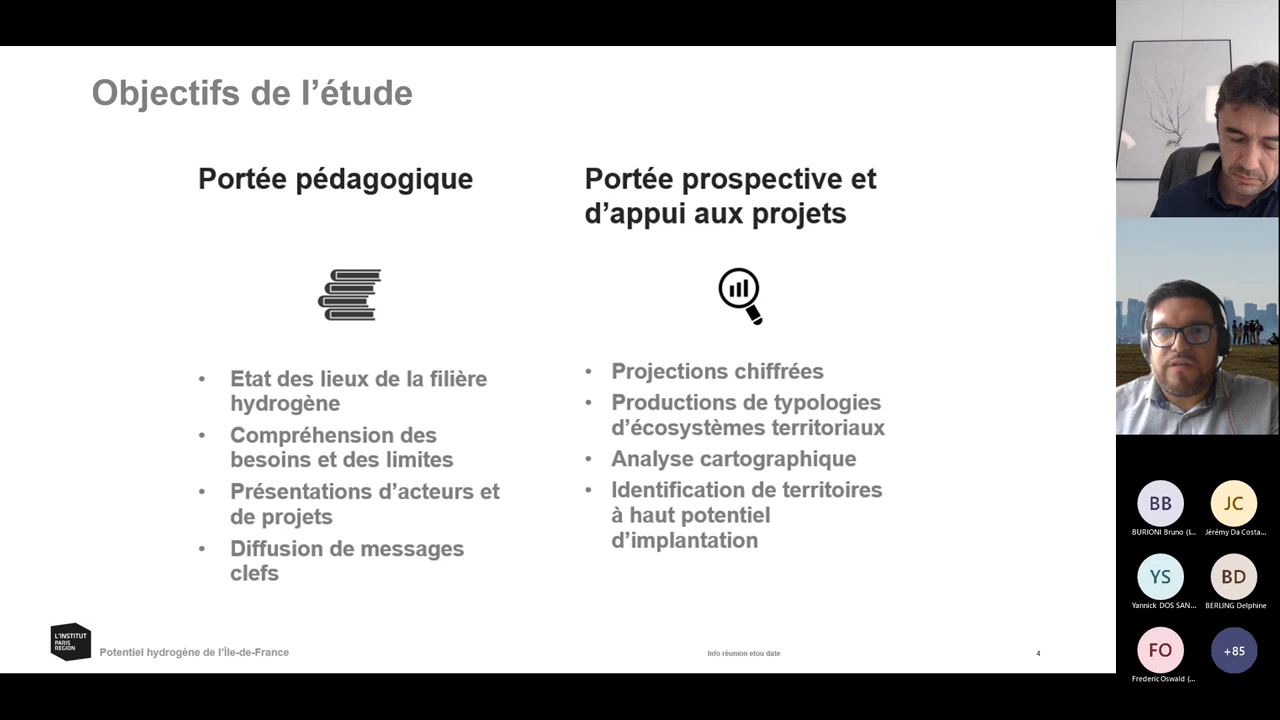 Objectifs de l’étude
Portée pédagogique
Etat des lieux de la filière
hydrogène
Compréhension des
besoins et des limites
Présentations d’acteurs et
de projets
Diffusion de messages
clefs
Portée prospective et
d’appui aux projets
Projections chiffrées
Productions de typologies
d’écosystèmes territoriaux
Analyse cartographique
Identification de territoires
à haut potentiel
d’implantation
L’INSTITUT
PARIS
REGION
Potentiel hydrogène de l’Île-de-France
Info réunion etou date
4
BB
BURIONI Bruno (L...
JC
Jérémy Da Costa...
YS
Yannick DOS SAN...
BD
BERLING Delphine
FO
Frederic Oswald (...
+85